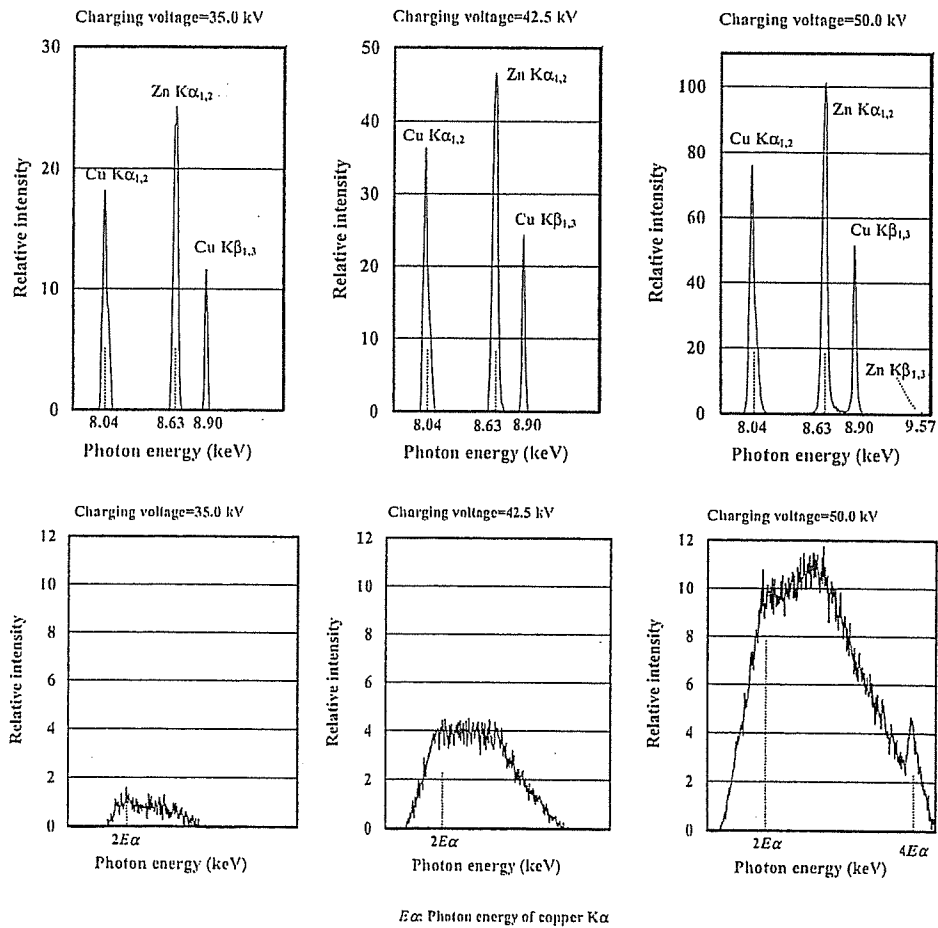 Charging voltage=35.0 kV
30
20
10
0
Relative intensity
Cu Kα1,2
Zn Kα1,2
Cu Kβ1,3
8.04 8.63 8.90
Photon energy (keV)
Charging voltage=42.5 kV
50
40
30
20
10
0
Relative intensity
Cu Kα1,2
Zn Kα1,2
Cu Kβ1,3
8.04 8.63 8.90
Photon energy (keV)
Charging voltage=50.0 kV
100
80
60
40
20
0
Relative intensity
Cu Kα1,2
Zn Kα1,2
Cu Kβ1,3
Zn Kβ1,3
8.04 8.63 8.90 9.57
Photon energy (keV)
Charging voltage=35.0 kV
12
10
8
6
4
2
0
Relative intensity
2Eα
Photon energy (keV)
Charging voltage=42.5 kV
12
10
8
6
4
2
0
Relative intensity
2Eα
Photon energy (keV)
Charging voltage=50.0 kV
12
10
8
6
4
2
0
Relative intensity
2Eα 4Eα
Photon energy (keV)
Eα: Photon energy of copper Kα